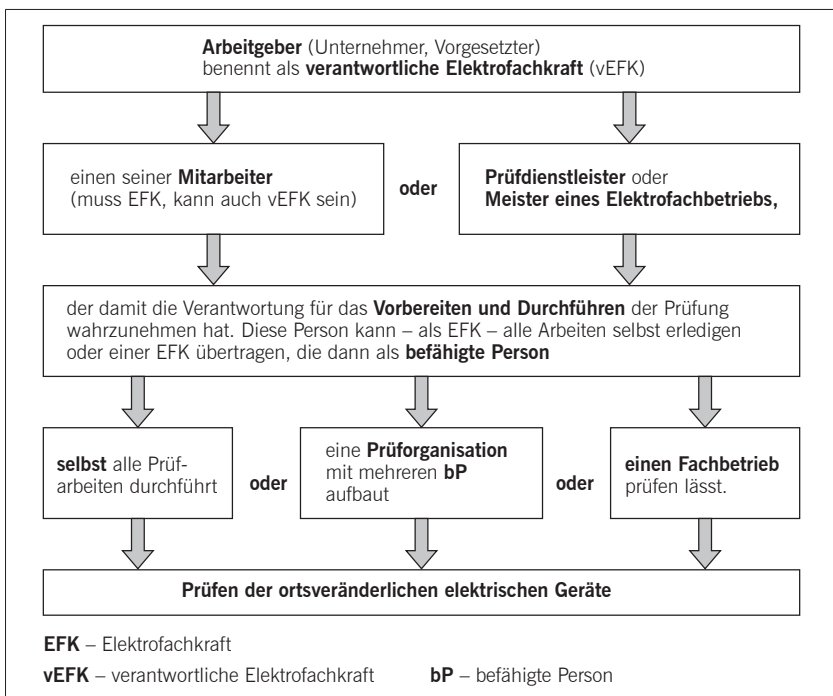 Arbeitgeber (Unternehmer, Vorgesetzter)
benennt als verantwortliche Elektrofachkraft (vEFK)
einen seiner Mitarbeiter
(muss EFK, kann auch vEFK sein)
oder
Prüfdienstleister oder
Meister eines Elektrofachbetriebs,
der damit die Verantwortung für das Vorbereiten und Durchführen der Prüfung
wahrzunehmen hat. Diese Person kann – als EFK – alle Arbeiten selbst erledigen
oder einer EFK übertragen, die dann als befähigte Person
selbst alle Prüf-
arbeiten durchführt
oder
eine Prüforganisation
mit mehreren bP
aufbaut
oder
einen Fachbetrieb
prüfen lässt.
Prüfen der ortsveränderlichen elektrischen Geräte
EFK – Elektrofachkraft
vEFK – verantwortliche Elektrofachkraft bP – befähigte Person